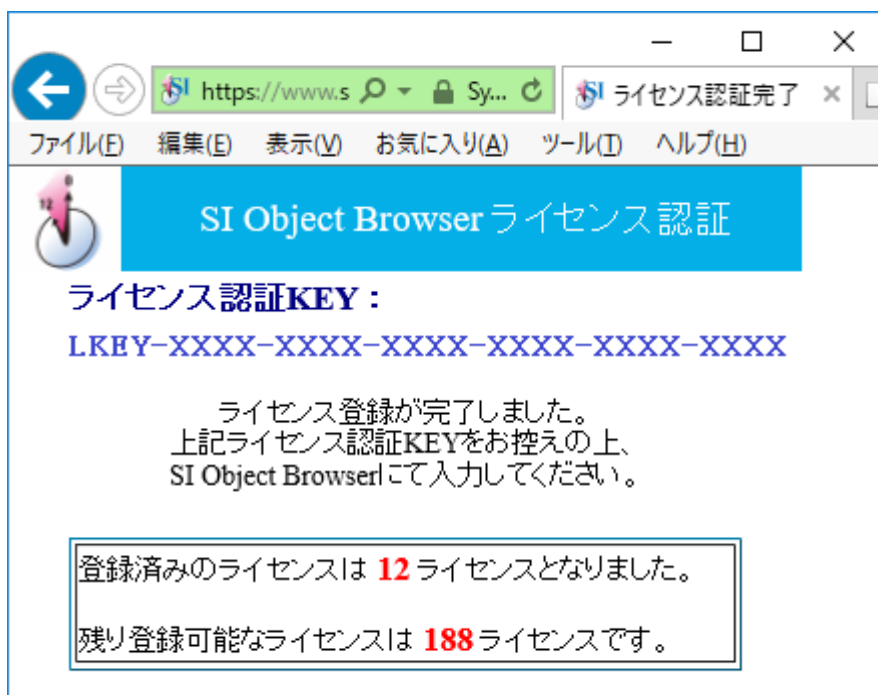 https://www.s
Sy...
ライセンス認証完了
ファイル(F) 編集(E) 表示(V) お気に入り(A) ツール(T) ヘルプ(H)
SI Object Browserライセンス認証
ライセンス認証KEY：
LKEY-XXXX-XXXX-XXXX-XXXX-XXXX-XXXX
ライセンス登録が完了しました。
上記ライセンス認証KEYをお控えの上、
SI Object Browserにて入力してください。
登録済みのライセンスは 12 ライセンスとなりました。
残り登録可能なライセンスは 188 ライセンスです。